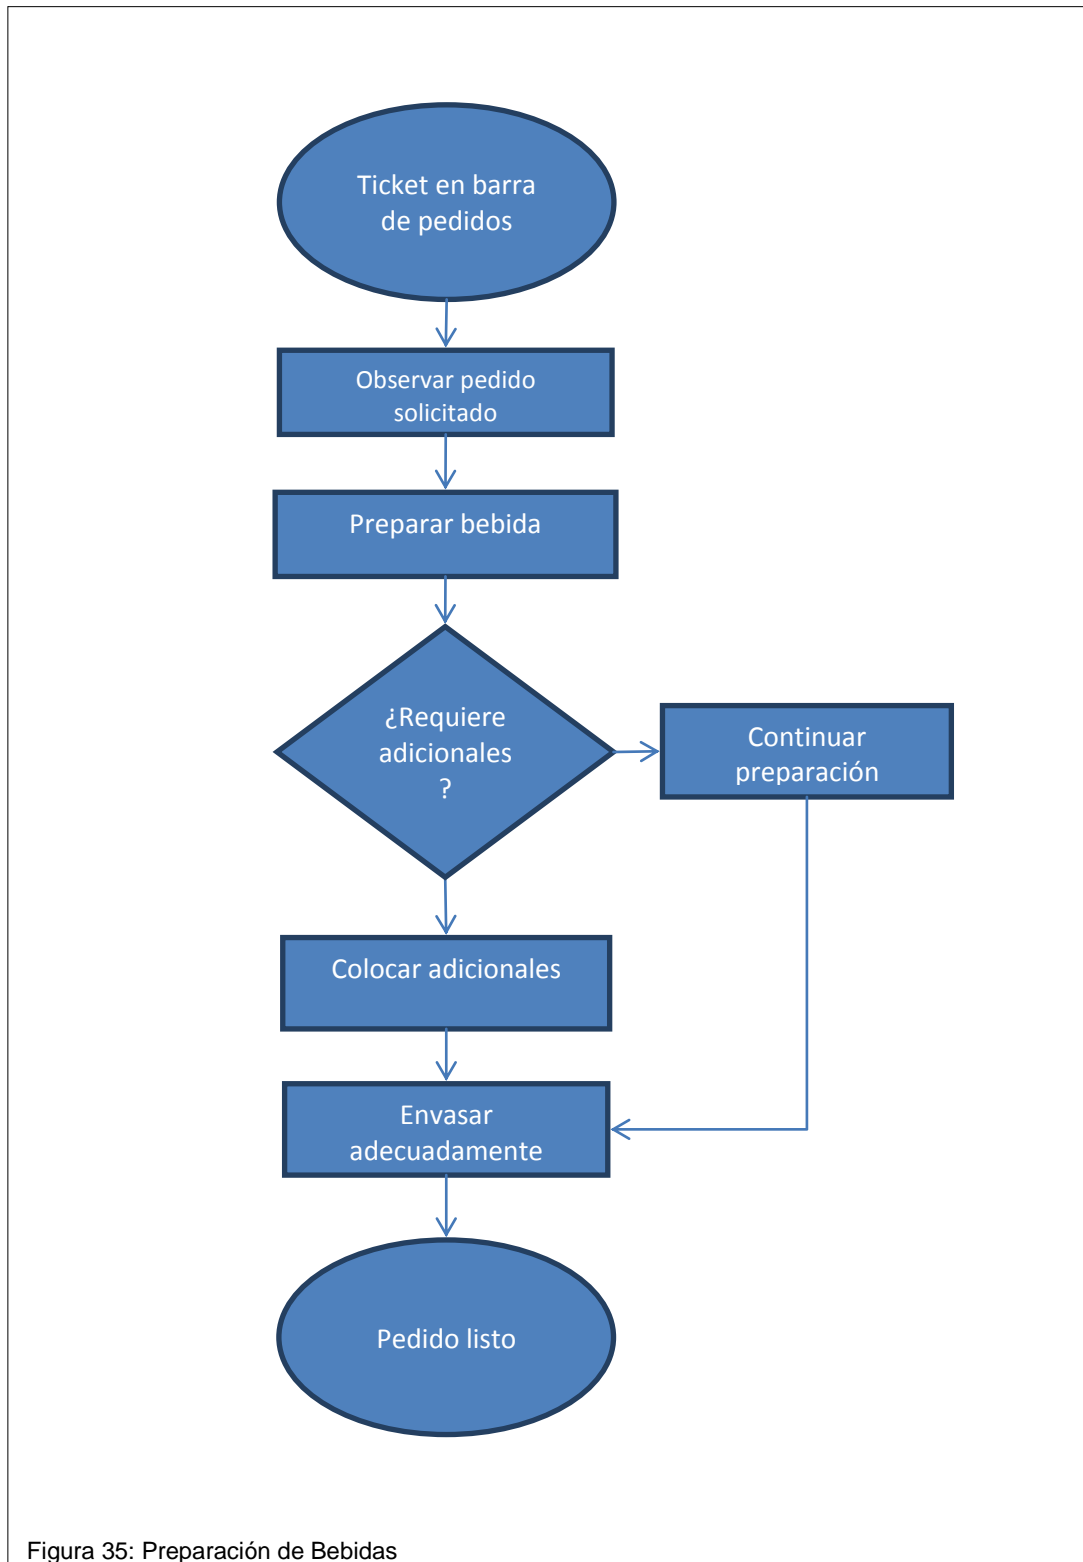 Ticket en barra
de pedidos
Observar pedido
solicitado
Preparar bebida
¿Requiere
adicionales
?
Continuar
preparación
Colocar adicionales
Envasar
adecuadamente
Pedido listo
Figura 35: Preparación de Bebidas